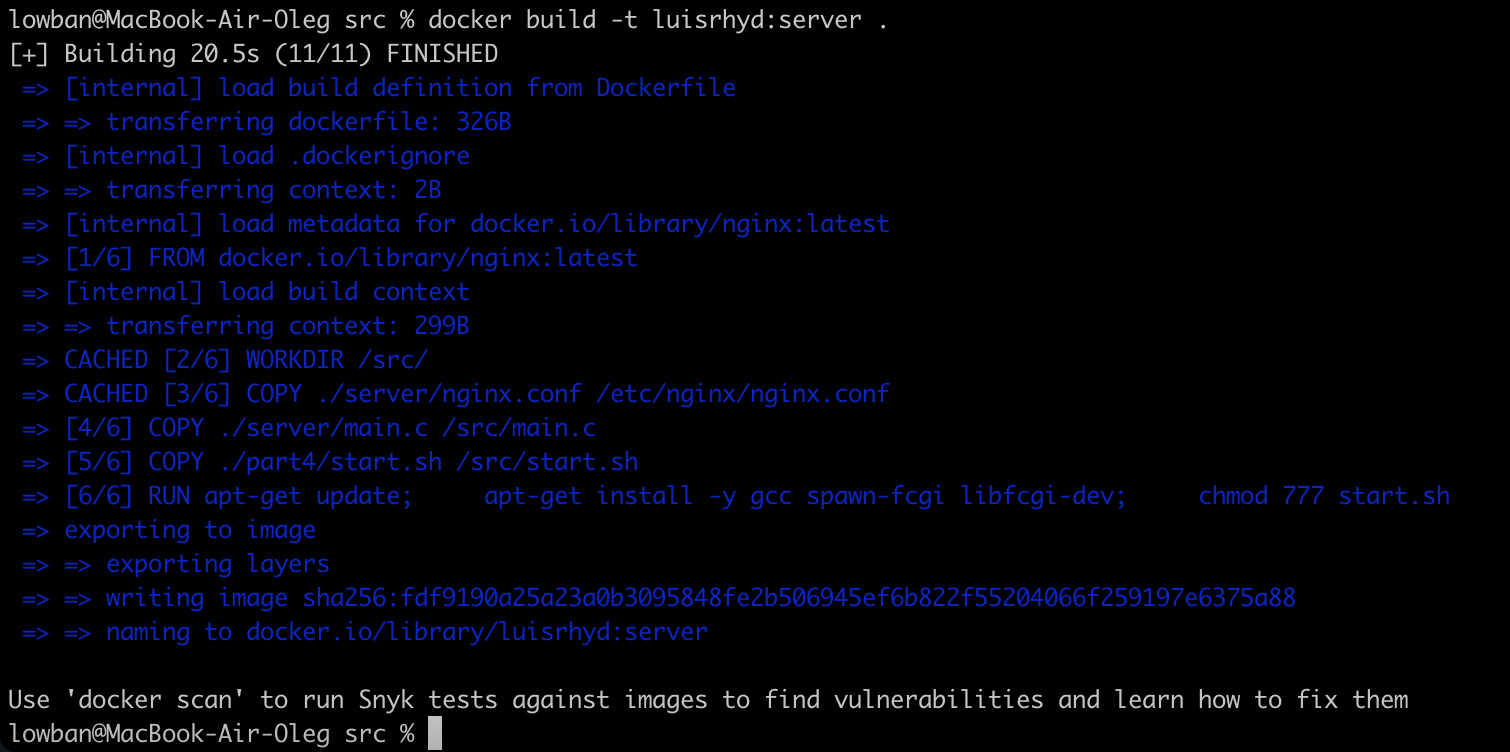 lowban@MacBook-Air-Oleg src % docker build -t luisrhyd:server .
[+] Building 20.5s (11/11) FINISHED
=> [internal] load build definition from Dockerfile
=> => transferring dockerfile: 326B
=> [internal] load .dockerignore
=> => transferring context: 2B
=> [internal] load metadata for docker.io/library/nginx:latest
=> [1/6] FROM docker.io/library/nginx:latest
=> [internal] load build context
=> => transferring context: 299B
=> CACHED [2/6] WORKDIR /src/
=> CACHED [3/6] COPY ./server/nginx.conf /etc/nginx/nginx.conf
=> [4/6] COPY ./server/main.c /src/main.c
=> [5/6] COPY ./part4/start.sh /src/start.sh
=> [6/6] RUN apt-get update;     apt-get install -y gcc spawn-fcgi libfcgi-dev;     chmod 777 start.sh
=> exporting to image
=> => exporting layers
=> => writing image sha256:fdf9190a25a23a0b3095848fe2b506945ef6b822f55204066f259197e6375a88
=> => naming to docker.io/library/luisrhyd:server
Use 'docker scan' to run Snyk tests against images to find vulnerabilities and learn how to fix them
lowban@MacBook-Air-Oleg src %